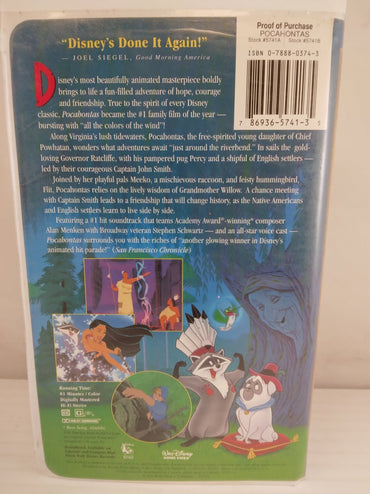 "Disney's Done It Again!"
— JOEL SIEGEL, Good Morning America
Proof of Purchase
POCAHONTAS
Stock #5741A Stock #5741B
ISBN 0-7888-0374-3
7 86936-5741-3 5
Disney's most beautifully animated masterpiece boldly
brings to life a fun-filled adventure of hope, courage
and friendship. True to the spirit of every Disney
classic, Pocahontas became the #1 family film of the year —
bursting with "all the colors of the wind"!
Along Virginia's lush tidewaters, Pocahontas, the free-spirited young daughter of Chief
Powhatan, wonders what adventures await "just around the riverbend." In sails the gold-
loving Governor Ratcliffe, with his pampered pug Percy and a shipful of English settlers —
led by their courageous Captain John Smith.
Joined by her playful pals Meeko, a mischievous raccoon, and feisty hummingbird,
Flit, Pocahontas relies on the lively wisdom of Grandmother Willow. A chance meeting
with Captain Smith leads to a friendship that will change history, as the Native Americans
and English settlers learn to live side by side.
Featuring a #1 hit soundtrack that teams Academy Award®-winning* composer
Alan Menken with Broadway veteran Stephen Schwartz — and an all-star voice cast —
Pocahontas surrounds you with the riches of "another glowing winner in Disney's
animated hit parade!" (San Francisco Chronicle)
Running Time:
81 Minutes / Color
Digitally Mastered
Hi-Fi Stereo
WALT DISNEY
HOME VIDEO